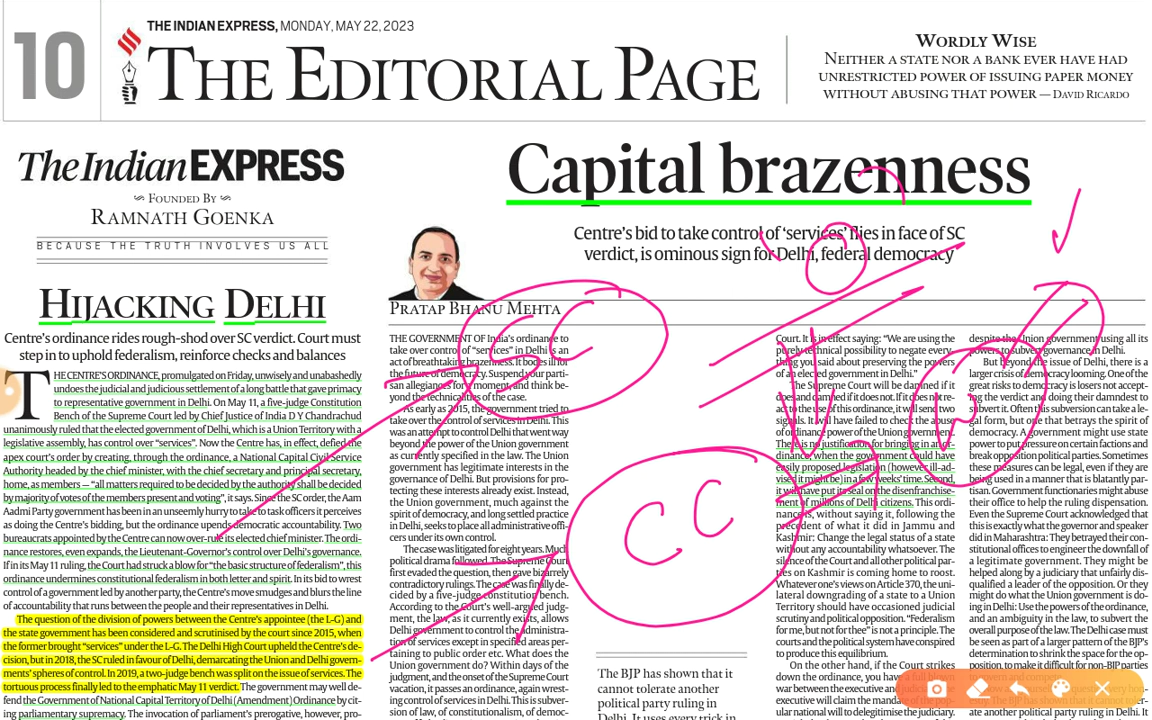 10
THE INDIAN EXPRESS, MONDAY, MAY 22, 2023
THE EDITORIAL PAGE
WORDLY WISE
NEITHER A STATE NOR A BANK EVER HAVE HAD
UNRESTRICTED POWER OF ISSUING PAPER MONEY
WITHOUT ABUSING THAT POWER — DAVID RICARDO
The Indian EXPRESS
FOUNDED BY
RAMNATH GOENKA
BECAUSE THE TRUTH INVOLVES US ALL
HIJACKING DELHI
Centre's ordinance rides rough-shod over SC verdict. Court must
step in to uphold federalism, reinforce checks and balances
THE CENTRE'S ORDINANCE, promulgated on Friday, unwisely and unabashedly
undoes the judicial and judicious settlement of a long battle that gave primacy
to representative government in Delhi. On May 11, a five-judge Constitution
Bench of the Supreme Court led by Chief Justice of India D Y Chandrachud
unanimously ruled that the elected government of Delhi, which is a Union Territory with a
legislative assembly, has control over "services". Now the Centre has, in effect, defied the
apex court's order by creating, through the ordinance, a National Capital Civil Service
Authority headed by the chief minister, with the chief secretary and principal secretary,
home, as members — "all matters required to be decided by the authority shall be decided
by majority of votes of the members present and voting", it says. Since the SC order, the Aam
Aadmi Party government has been in an unseemly hurry to take to task officers it perceives
as doing the Centre's bidding, but the ordinance upends democratic accountability. Two
bureaucrats appointed by the Centre can now over-rule its elected chief minister. The ordi-
nance restores, even expands, the Lieutenant-Governor's control over Delhi's governance.
If in its May 11 ruling, the Court had struck a blow for "the basic structure of federalism", this
ordinance undermines constitutional federalism in both letter and spirit. In its bid to wrest
control of a government led by another party, the Centre's move smudges and blurs the line
of accountability that runs between the people and their representatives in Delhi.
The question of the division of powers between the Centre's appointee (the L-G) and
the state government has been considered and scrutinised by the court since 2015, when
the former brought "services" under the L-G. The Delhi High Court upheld the Centre's de-
cision, but in 2018, the SC ruled in favour of Delhi, demarcating the Union and Delhi govern-
ments' spheres of control. In 2019, a two-judge bench was split on the issue of services. The
tortuous process finally led to the emphatic May 11 verdict. The government may well de-
fend the Government of National Capital Territory of Delhi (Amendment) Ordinance by cit-
ing parliamentary supremacy. The invocation of parliament's prerogative, however, pro-
Capital brazenness
Centre's bid to take control of 'services' flies in face of SC
verdict, is ominous sign for Delhi, federal democracy
PRATAP BHANU MEHTA
THE GOVERNMENT OF India's ordinance to
take over control of "services" in Delhi is an
act of breathtaking brazenness. It bodes ill for
the future of democracy. Suspend your parti-
san allegiances for a moment, and think be-
yond the technicalities of the case.
As early as 2015, the government tried to
take over the control of services in Delhi. This
was an attempt to control Delhi that went way
beyond the power of the Union government
as currently specified in the law. The Union
government has legitimate interests in the
governance of Delhi. But provisions for pro-
tecting these interests already exist. Instead,
the Union government, much against the
spirit of democracy, and long settled practice
in Delhi, seeks to place all administrative offi-
cers under its own control.
The case was litigated for eight years. Much
political drama followed. The Supreme Court
first evaded the question, then gave bizarrely
contradictory rulings. The case was finally de-
cided by a five-judge constitution bench.
According to the Court's well-argued judg-
ment, the law, as it currently exists, allows
Delhi government to control the administra-
tion of services except in specified areas per-
taining to public order etc. What does the
Union government do? Within days of the
judgment, and the onset of the Supreme Court
vacation, it passes an ordinance, again wrest-
ing control of services in Delhi. This is subver-
sion of law, of constitutionalism, of democ-
CC
CC
The BJP has shown that it
cannot tolerate another
political party ruling in
Delhi. It uses every trick in
Court. It is in effect saying: "We are using the
purely technical possibility to negate every-
thing you said about preserving the powers
of an elected government in Delhi."
The Supreme Court will be damned if it
does and damned if it does not. If it does not re-
act to the use of this ordinance, it will send two
signals. It will have failed to check the abuse
of ordinance power of the Union government.
There is no justification for bringing in an or-
dinance, when the government could have
easily proposed legislation (however, ill-ad-
vised it might be) in a few weeks' time. Second,
it will have put its seal on the disenfranchise-
ment of millions of Delhi citizens. This ordi-
nance is, without saying it, following the
precedent of what it did in Jammu and
Kashmir: Change the legal status of a state
without any accountability whatsoever. The
silence of the Court and all other political par-
ties on Kashmir is coming home to roost.
Whatever one's views on Article 370, the uni-
lateral downgrading of a state to a Union
Territory should have occasioned judicial
scrutiny and political opposition. "Federalism
for me, but not for thee" is not a principle. The
courts and the political system have conspired
to produce this equilibrium.
On the other hand, if the Court strikes
down the ordinance, you have a full
war between the executive and judiciary. The
executive will claim the mandate of the pop-
ular national will to delegitimise the judiciary.
despite the Union government using all its
powers to subvert governance in Delhi.
But beyond the issue of Delhi, there is a
larger crisis of democracy looming. One of the
great risks to democracy is losers not accept-
ing the verdict and doing their damndest to
subvert it. Often this subversion can take a le-
gal form, but one that betrays the spirit of
democracy. A government might use state
power to put pressure on certain factions and
break opposition political parties. Sometimes
these measures can be legal, even if they are
being used in a manner that is blatantly par-
tisan. Government functionaries might abuse
their office to help the ruling dispensation.
Even the Supreme Court acknowledged that
this is exactly what the governor and speaker
did in Maharashtra: They betrayed their con-
stitutional offices to engineer the downfall of
a legitimate government. They might be
helped along by a judiciary that unfairly dis-
qualified a leader of the opposition. Or they
might do what the Union government is do-
ing in Delhi: Use the powers of the ordinance,
and an ambiguity in the law, to subvert the
overall purpose of the law. The Delhi case must
be seen as part of a larger pattern of the BJP's
determination to shrink the space for the op-
position, to make it difficult for non-BJP parties
another political party ruling in Delhi. It